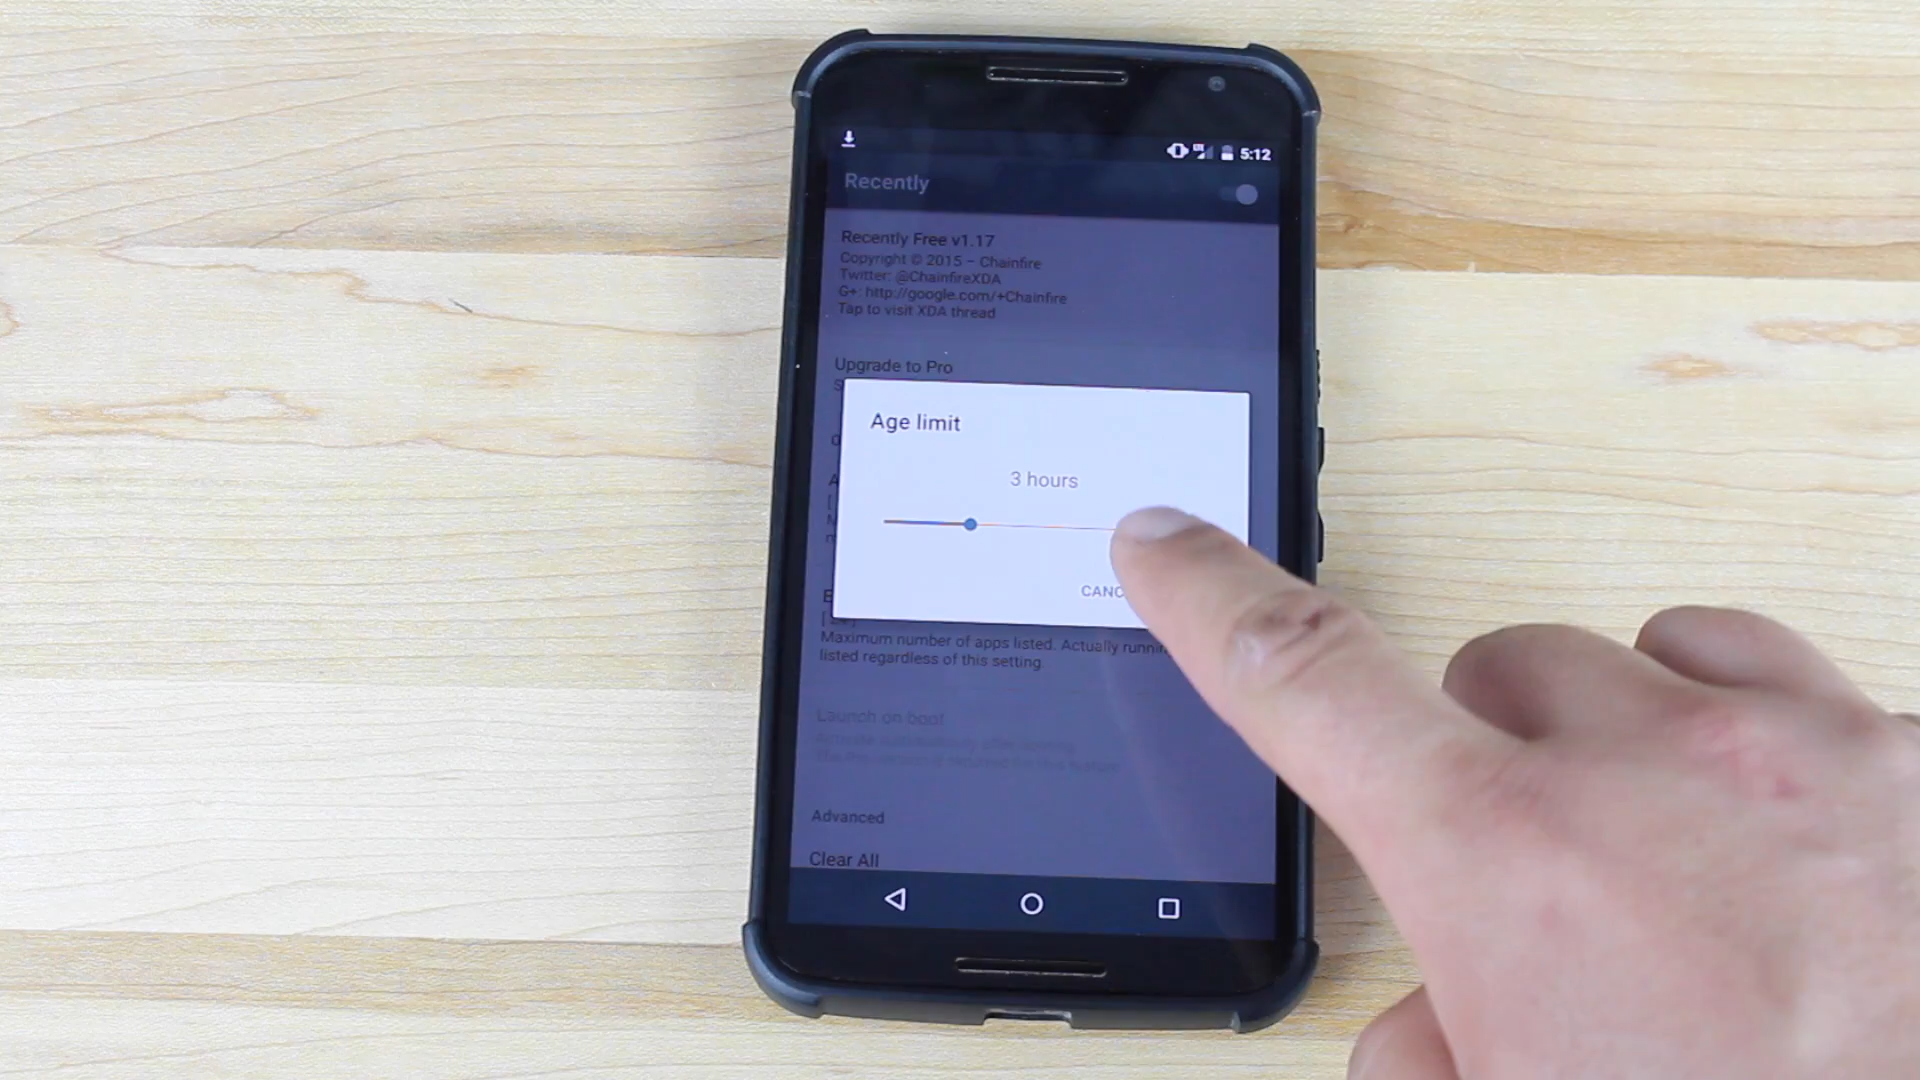 5:12
Recently
Recently Free v1.17
Copyright © 2015 – Chainfire
Twitter: @ChainfireXDA
G+: http://google.com/+Chainfire
Tap to visit XDA thread
Upgrade to Pro
Age limit
3 hours
CANC
[ 24 ]
Maximum number of apps listed. Actually runnin
listed regardless of this setting.
Launch on boot
Advanced
Clear All